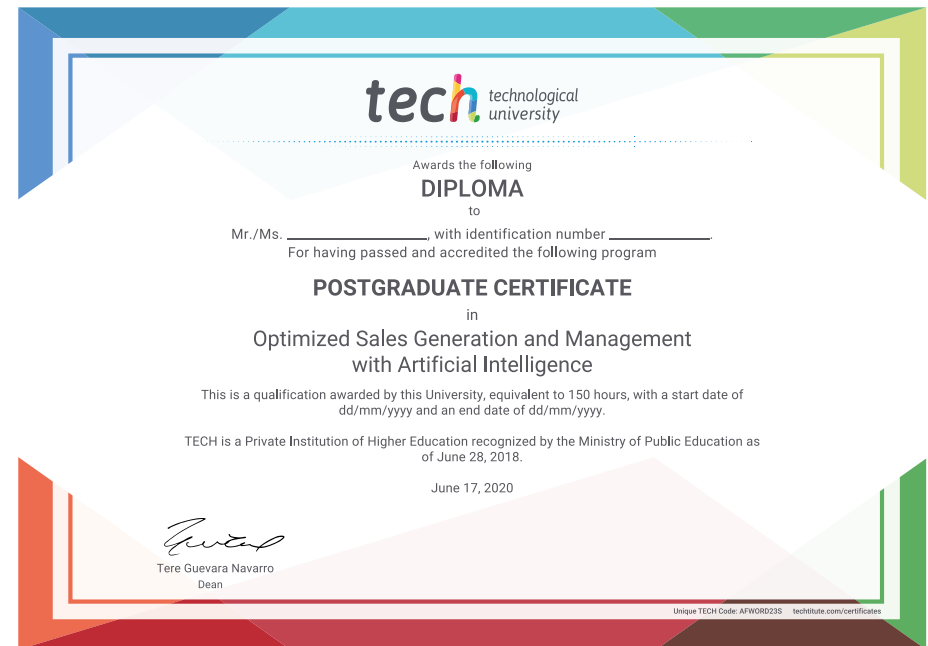 tech technological
university
Awards the following
DIPLOMA
to
Mr./Ms. ____________________, with identification number ______________.
For having passed and accredited the following program
POSTGRADUATE CERTIFICATE
in
Optimized Sales Generation and Management
with Artificial Intelligence
This is a qualification awarded by this University, equivalent to 150 hours, with a start date of
dd/mm/yyyy and an end date of dd/mm/yyyy.
TECH is a Private Institution of Higher Education recognized by the Ministry of Public Education as
of June 28, 2018.
June 17, 2020
Tere Guevara Navarro
Dean
Unique TECH Code: AFWORD23S techtitute.com/certificates